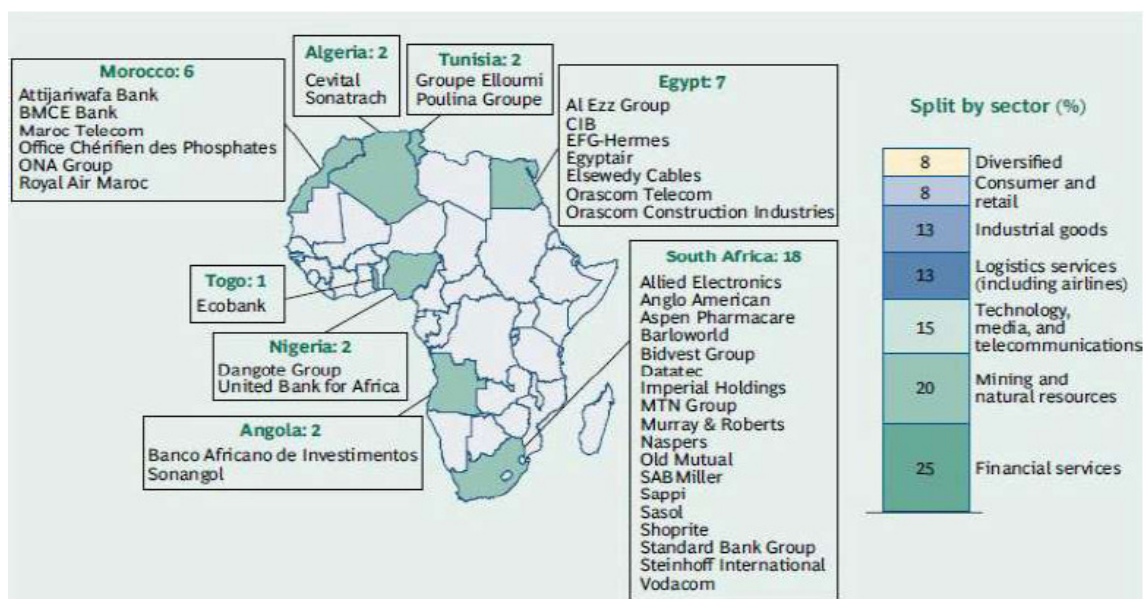 Morocco: 6
Attijariwafa Bank
BMCE Bank
Maroc Telecom
Office Chérifien des Phosphates
ONA Group
Royal Air Maroc
Algeria: 2
Cevital
Sonatrach
Tunisia: 2
Groupe Elloumi
Poulina Groupe
Egypt: 7
Al Ezz Group
CIB
EFG-Hermes
Egyptair
Elsewedy Cables
Orascom Telecom
Orascom Construction Industries
Togo: 1
Ecobank
Nigeria: 2
Dangote Group
United Bank for Africa
Angola: 2
Banco Africano de Investimentos
Sonangol
South Africa: 18
Allied Electronics
Anglo American
Aspen Pharmacare
Barloworld
Bidvest Group
Datatec
Imperial Holdings
MTN Group
Murray & Roberts
Naspers
Old Mutual
SABMiller
Sappi
Sasol
Shoprite
Standard Bank Group
Steinhoff International
Vodacom
Split by sector (%)
8 Diversified
8 Consumer and
retail
13 Industrial goods
13 Logistics services
(including airlines)
15 Technology,
media, and
telecommunications
20 Mining and
natural resources
25 Financial services